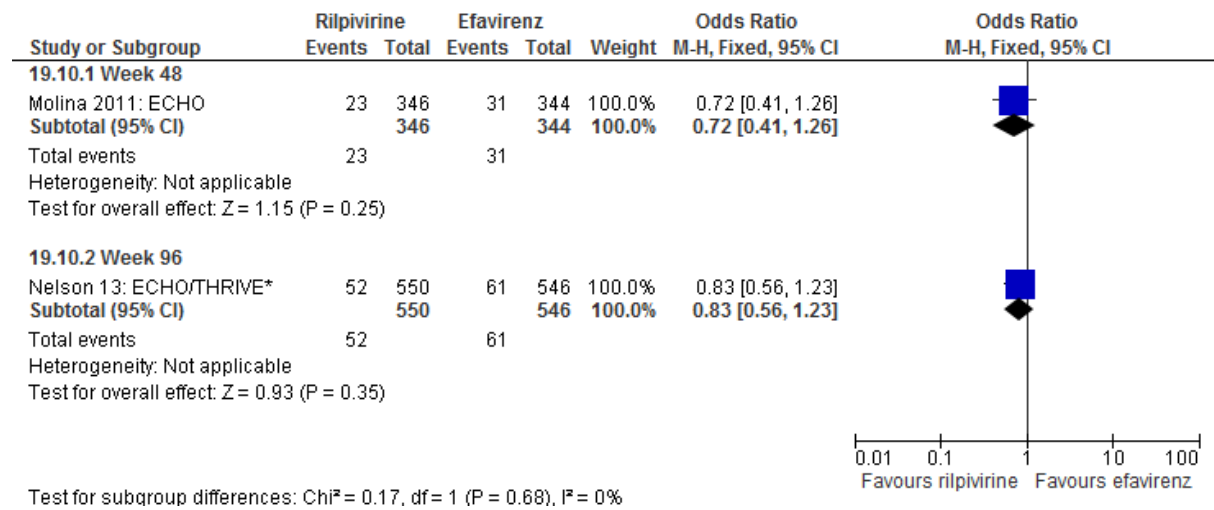 Rilpivirine Efavirenz Odds Ratio Odds Ratio
Study or Subgroup Events Total Events Total Weight M-H, Fixed, 95% CI M-H, Fixed, 95% CI
19.10.1 Week 48
Molina 2011: ECHO 23 346 31 344 100.0% 0.72 [0.41, 1.26]
Subtotal (95% CI) 346 344 100.0% 0.72 [0.41, 1.26]
Total events 23 31
Heterogeneity: Not applicable
Test for overall effect: Z = 1.15 (P = 0.25)
19.10.2 Week 96
Nelson 13: ECHO/THRIVE* 52 550 61 546 100.0% 0.83 [0.56, 1.23]
Subtotal (95% CI) 550 546 100.0% 0.83 [0.56, 1.23]
Total events 52 61
Heterogeneity: Not applicable
Test for overall effect: Z = 0.93 (P = 0.35)
0.01 0.1 1 10 100
Favours rilpivirine Favours efavirenz
Test for subgroup differences: Chi² = 0.17, df = 1 (P = 0.68), I² = 0%